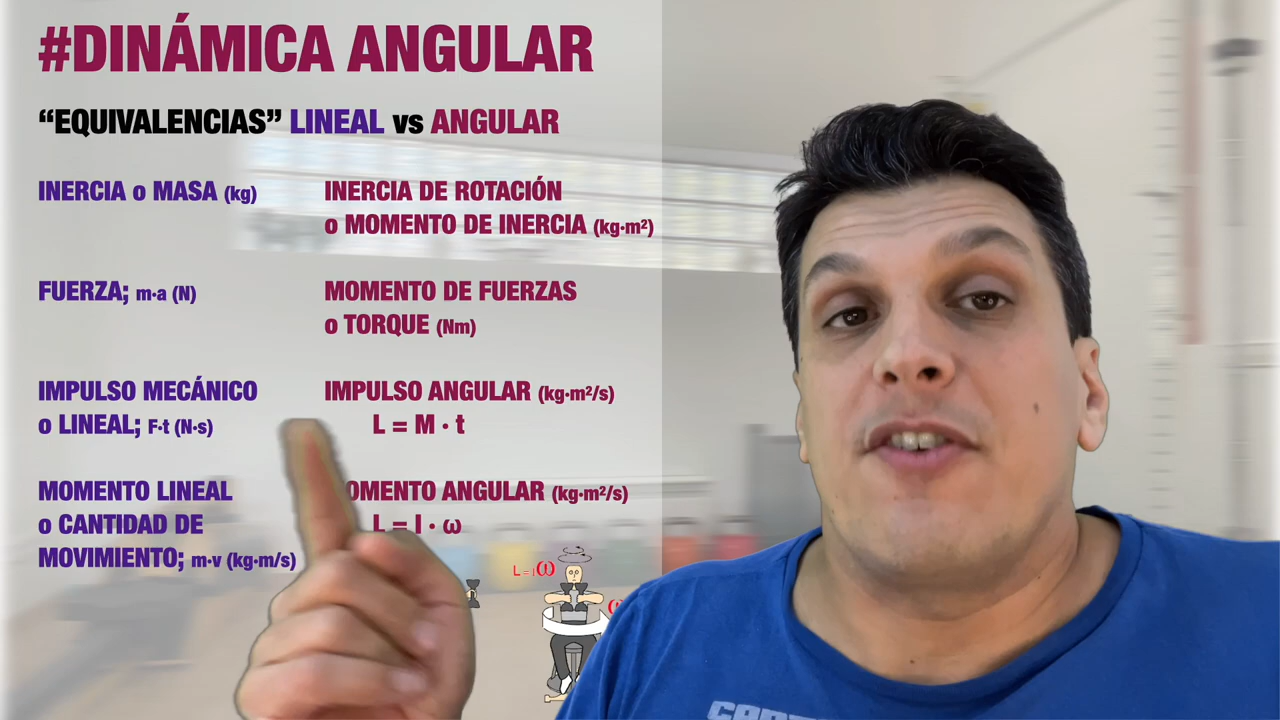 #DINÁMICA ANGULAR
“EQUIVALENCIAS” LINEAL vs ANGULAR
INERCIA o MASA (kg)
INERCIA DE ROTACIÓN
o MOMENTO DE INERCIA (kg·m²)
FUERZA; m·a (N)
MOMENTO DE FUERZAS
o TORQUE (Nm)
IMPULSO MECÁNICO
o LINEAL; F·t (N·s)
IMPULSO ANGULAR (kg·m²/s)
L = M · t
MOMENTO LINEAL
o CANTIDAD DE
MOVIMIENTO; m·v (kg·m/s)
OMENTO ANGULAR (kg·m²/s)
L = I · ω
L = Iω
ω